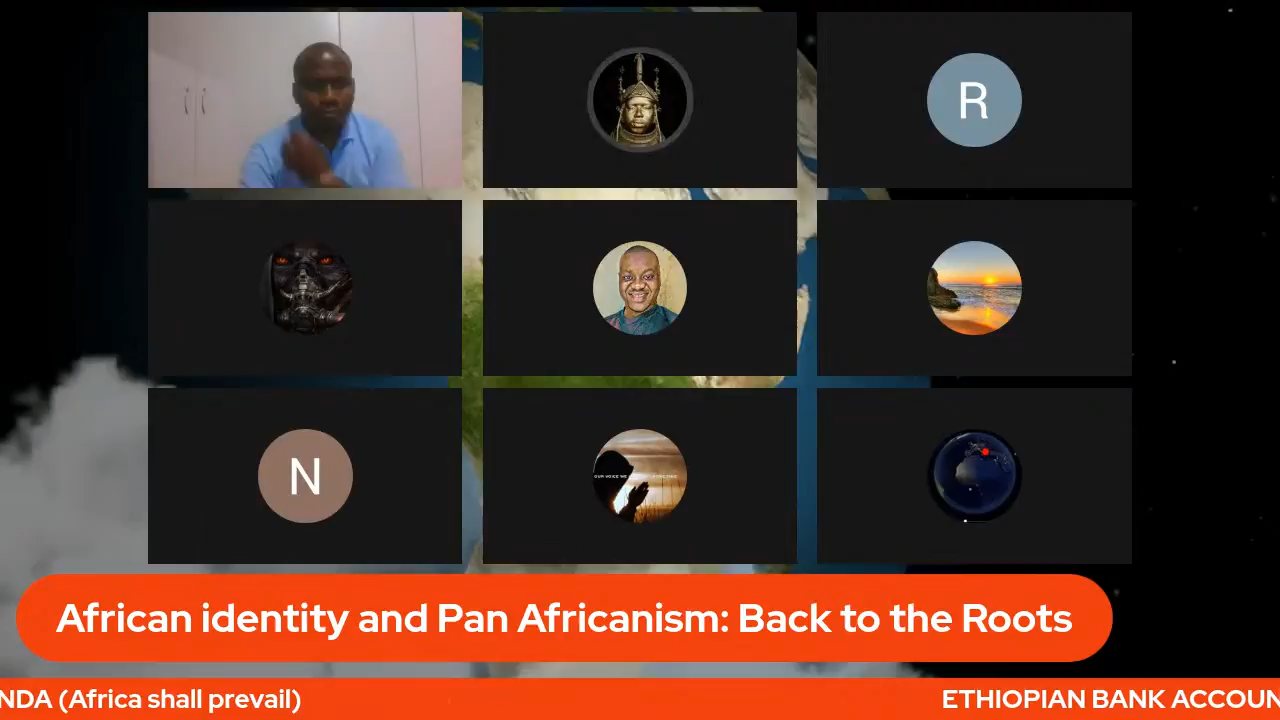 R
N
African identity and Pan Africanism: Back to the Roots
NDA (Africa shall prevail)
ETHIOPIAN BANK ACCOUN